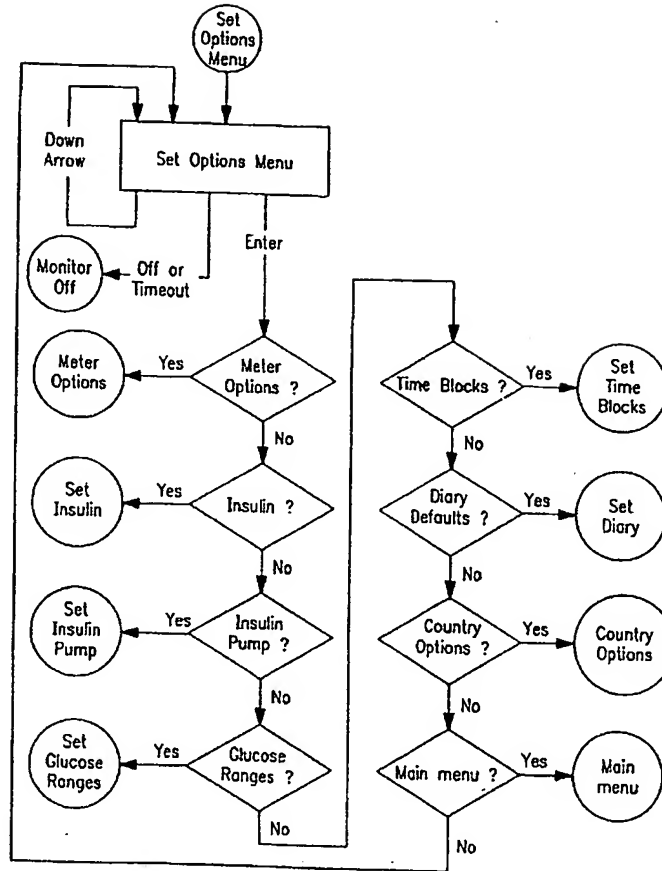 Set
Options
Menu
Down
Arrow
Set Options Menu
Enter
Monitor
Off
Off or
Timeout
Meter
Options
Yes
Meter
Options ?
No
Set
Insulin
Yes
Insulin ?
No
Set
Insulin
Pump
Yes
Insulin
Pump ?
No
Set
Glucose
Ranges
Yes
Glucose
Ranges ?
No
Time Blocks ?
Yes
Set
Time
Blocks
No
Diary
Defaults ?
Yes
Set
Diary
No
Country
Options ?
Yes
Country
Options
No
Main menu ?
Yes
Main
menu
No